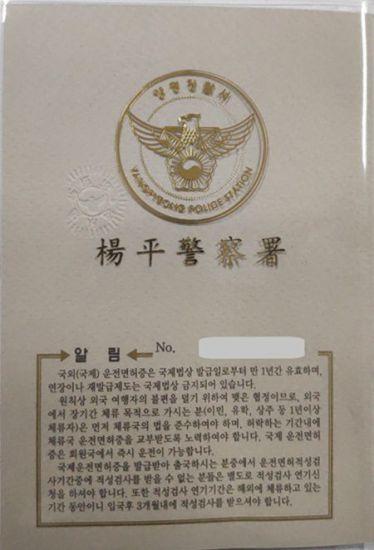 양평경찰서
YANGPYEONG POLICE STATION
楊平警察署
알 림
No.
국외(국제) 운전면허증은 국제법상 발급일로부터 만 1년간 유효하며,
연장이나 재발급제도는 국제법상 금지되어 있습니다.
원칙상 외국 여행자의 불편을 덜기 위하여 맺은 협정이므로, 외국
에서 장기간 체류 목적으로 가시는 분(이민, 유학, 상주 등 1년이상
체류자)은 먼저 체류국의 법을 준수하여야 하며, 허락하는 기간내에
체류국 운전면허증을 교부받도록 노력하여야 합니다. 국제 운전면허
증은 회원국에서 즉시 운전이 가능합니다.
국제운전면허증을 발급받아 출국하시는 분중에서 운전면허적성검
사기간중에 적성검사를 받을 수 없는 분들은 별도로 적성검사 연기신
청을 하셔야 합니다. 또한 적성검사 연기기간은 해외에 체류하고 있는
기간 동안이니 입국후 3개월내에 적성검사를 받으셔야 합니다.